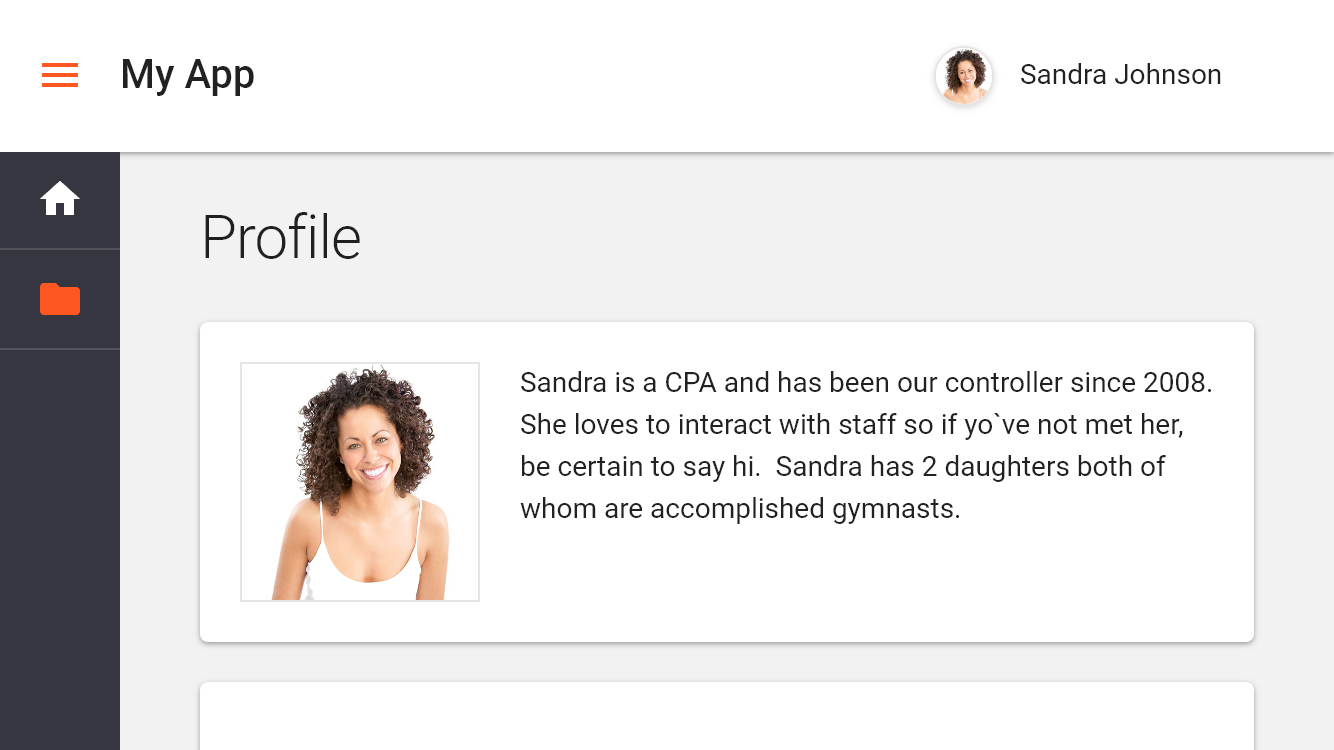 My App
Sandra Johnson
Profile
Sandra is a CPA and has been our controller since 2008.
She loves to interact with staff so if yo`ve not met her,
be certain to say hi.  Sandra has 2 daughters both of
whom are accomplished gymnasts.